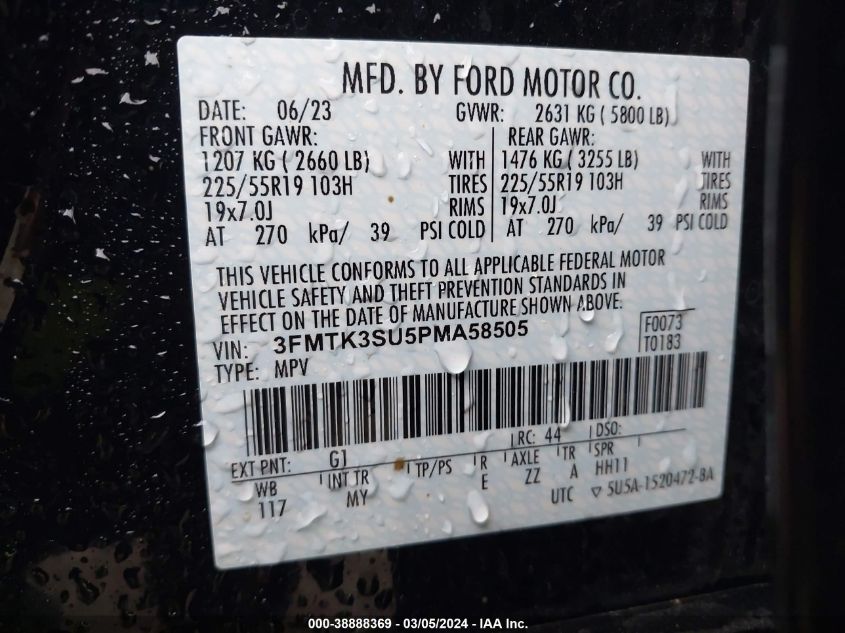 MFD. BY FORD MOTOR CO.
DATE: 06/23 GVWR: 2631 KG ( 5800 LB)
FRONT GAWR: REAR GAWR:
1207 KG ( 2660 LB) WITH 1476 KG ( 3255 LB) WITH
225/55R19 103H TIRES 225/55R19 103H TIRES
19x7.0J RIMS 19x7.0J RIMS
AT 270 kPa/ 39 PSI COLD AT 270 kPa/ 39 PSI COLD
THIS VEHICLE CONFORMS TO ALL APPLICABLE FEDERAL MOTOR
VEHICLE SAFETY AND THEFT PREVENTION STANDARDS IN
EFFECT ON THE DATE OF MANUFACTURE SHOWN ABOVE.
VIN: 3FMTK3SU5PMA58505 F0073
TYPE: MPV T0183
EXT PNT: G1 RC: 44 DSO:
WB INT TR TP/PS R AXLE TR SPR
117 MY E ZZ A HH11
UTC ▽ 5U5A-1520472-BA
000-38888369 - 03/05/2024 - IAA Inc.